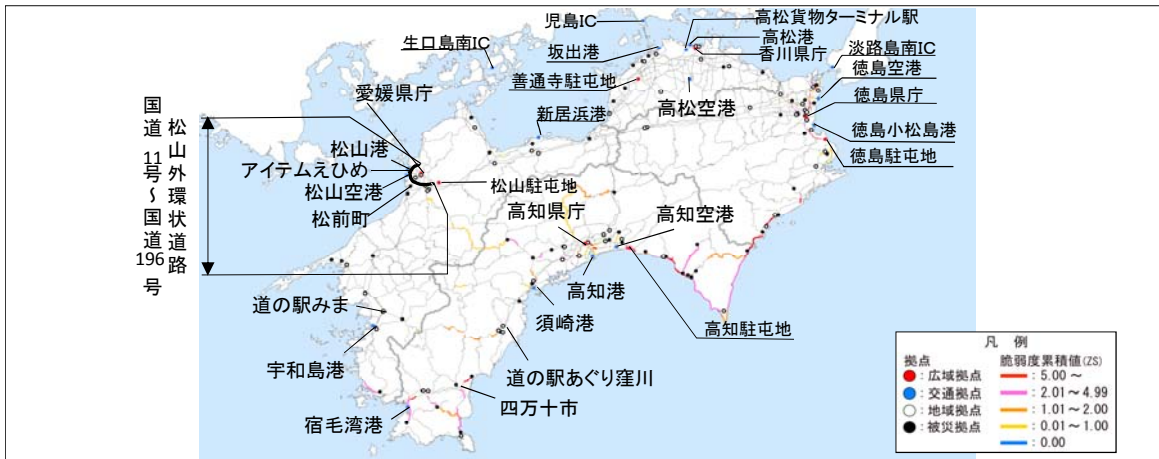 児島IC
高松貨物ターミナル駅
高松港
香川県庁
坂出港
生口島南IC
淡路島南IC
徳島空港
善通寺駐屯地
愛媛県庁
高松空港
徳島県庁
新居浜港
徳島小松島港
徳島駐屯地
松山外環状道路
国道11号～国道196号
松山港
アイテムえひめ
松山空港
松前町
松山駐屯地
高知県庁
高知空港
高知港
道の駅みま
須崎港
高知駐屯地
宇和島港
道の駅あぐり窪川
四万十市
宿毛湾港
凡 例
拠点 脆弱度累積値(ZS)
：広域拠点 ：5.00～
：交通拠点 ：2.01～4.99
：地域拠点 ：1.01～2.00
：被災拠点 ：0.01～1.00
：0.00